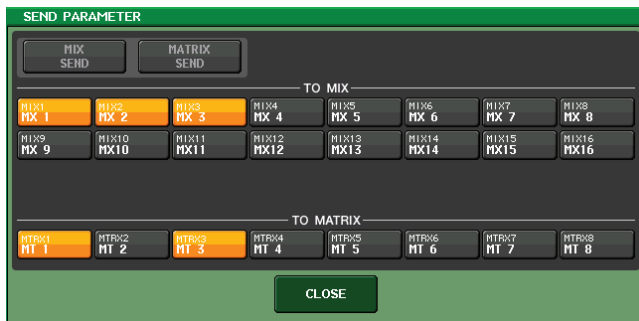 SEND PARAMETER
MIX SEND
MATRIX SEND
TO MIX
MIX1 MIX2 MIX3 MIX4 MIX5 MIX6 MIX7 MIX8
MX 1 MX 2 MX 3 MX 4 MX 5 MX 6 MX 7 MX 8
MIX9 MIX10 MIX11 MIX12 MIX13 MIX14 MIX15 MIX16
MX 9 MX10 MX11 MX12 MX13 MX14 MX15 MX16
TO MATRIX
MTRX1 MTRX2 MTRX3 MTRX4 MTRX5 MTRX6 MTRX7 MTRX8
MT 1 MT 2 MT 3 MT 4 MT 5 MT 6 MT 7 MT 8
CLOSE